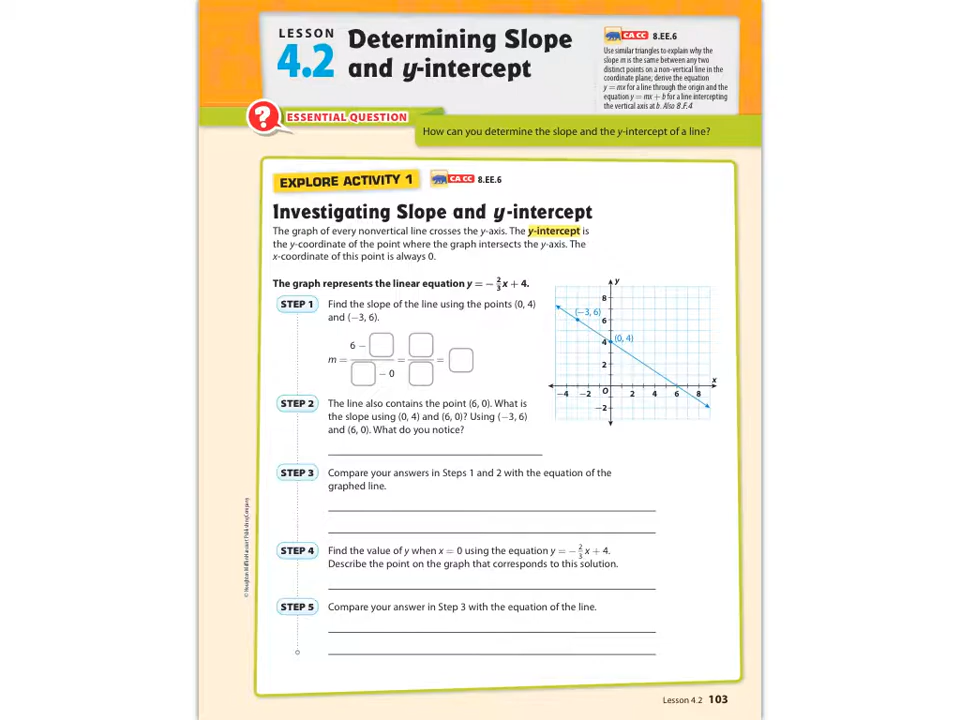 LESSON
4.2
Determining Slope
and y-intercept
CA CC 8.EE.6
Use similar triangles to explain why the
slope m is the same between any two
distinct points on a non-vertical line in the
coordinate plane; derive the equation
y = mx for a line through the origin and the
equation y = mx + b for a line intercepting
the vertical axis at b. Also 8.F.4
? ESSENTIAL QUESTION
How can you determine the slope and the y-intercept of a line?
EXPLORE ACTIVITY 1 CA CC 8.EE.6
Investigating Slope and y-intercept
The graph of every nonvertical line crosses the y-axis. The y-intercept is
the y-coordinate of the point where the graph intersects the y-axis. The
x-coordinate of this point is always 0.
The graph represents the linear equation y = −2/3 x + 4.
STEP 1 Find the slope of the line using the points (0, 4)
and (−3, 6).
m = 6 − □ / □ − 0 = □ / □ = □
STEP 2 The line also contains the point (6, 0). What is
the slope using (0, 4) and (6, 0)? Using (−3, 6)
and (6, 0). What do you notice?
y
8
(−3, 6)
6
4 (0, 4)
2
x
−4 −2 O 2 4 6 8
−2
STEP 3 Compare your answers in Steps 1 and 2 with the equation of the
graphed line.
STEP 4 Find the value of y when x = 0 using the equation y = −2/3 x + 4.
Describe the point on the graph that corresponds to this solution.
STEP 5 Compare your answer in Step 3 with the equation of the line.
© Houghton Mifflin Harcourt Publishing Company
Lesson 4.2 103